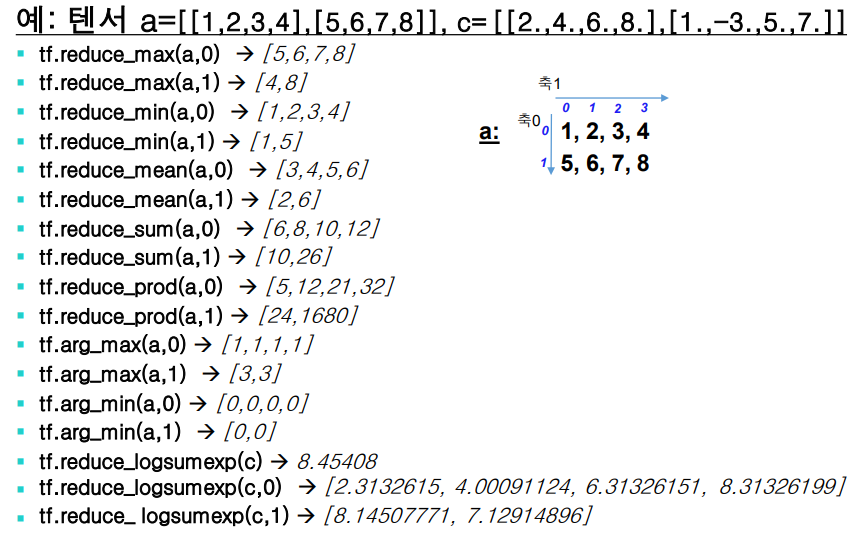 예: 텐서 a=[[1,2,3,4],[5,6,7,8]], c= [[2.,4.,6.,8.],[1.,-3.,5.,7.]]
tf.reduce_max(a,0) → [5,6,7,8]
tf.reduce_max(a,1) → [4,8]
tf.reduce_min(a,0) → [1,2,3,4]
tf.reduce_min(a,1) → [1,5]
tf.reduce_mean(a,0) → [3,4,5,6]
tf.reduce_mean(a,1) → [2,6]
tf.reduce_sum(a,0) → [6,8,10,12]
tf.reduce_sum(a,1) → [10,26]
tf.reduce_prod(a,0) → [5,12,21,32]
tf.reduce_prod(a,1) → [24,1680]
tf.arg_max(a,0) → [1,1,1,1]
tf.arg_max(a,1) → [3,3]
tf.arg_min(a,0) → [0,0,0,0]
tf.arg_min(a,1) → [0,0]
tf.reduce_logsumexp(c) → 8.45408
tf.reduce_logsumexp(c,0) → [2.3132615, 4.00091124, 6.31326151, 8.31326199]
tf.reduce_ logsumexp(c,1) → [8.14507771, 7.12914896]
축1
0 1 2 3
축0
a: 0 1, 2, 3, 4
1 5, 6, 7, 8